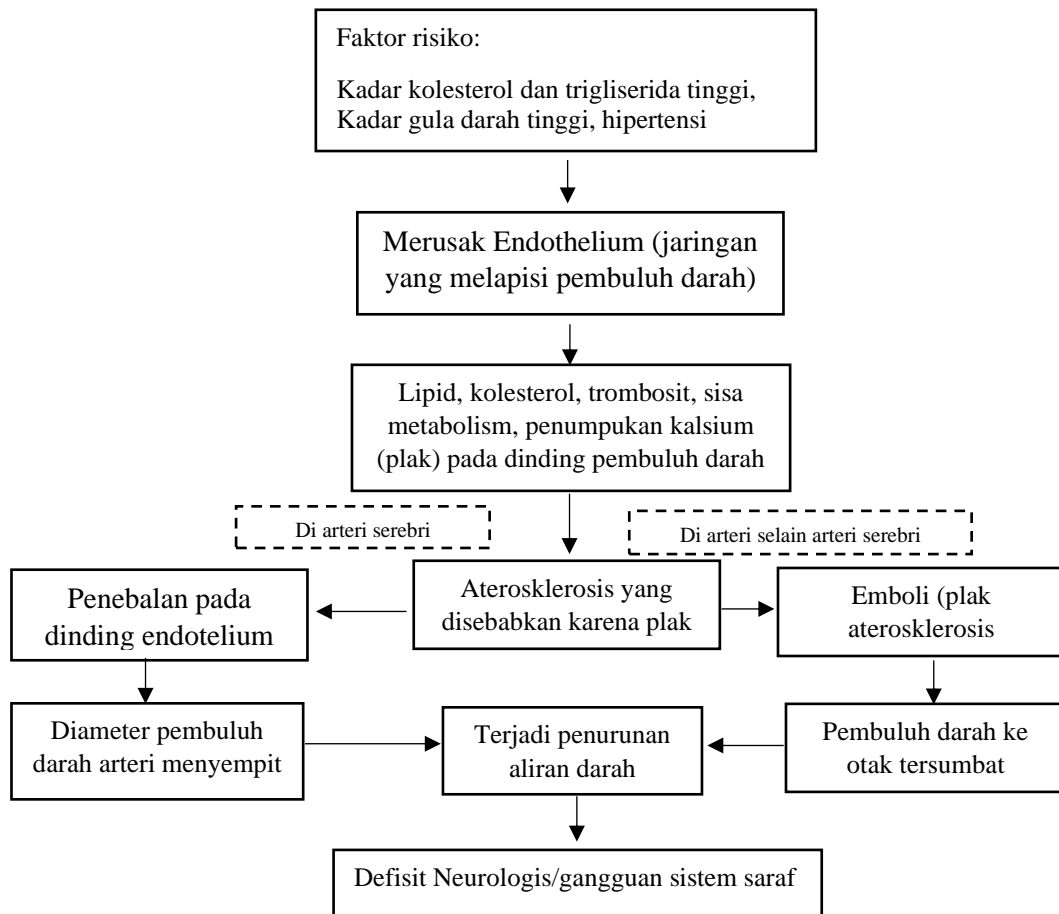 Faktor risiko:
Kadar kolesterol dan trigliserida tinggi,
Kadar gula darah tinggi, hipertensi
Merusak Endothelium (jaringan
yang melapisi pembuluh darah)
Lipid, kolesterol, trombosit, sisa
metabolism, penumpukan kalsium
(plak) pada dinding pembuluh darah
Di arteri serebri
Di arteri selain arteri serebri
Penebalan pada
dinding endotelium
Aterosklerosis yang
disebabkan karena plak
Emboli (plak
aterosklerosis
Diameter pembuluh
darah arteri menyempit
Terjadi penurunan
aliran darah
Pembuluh darah ke
otak tersumbat
Defisit Neurologis/gangguan sistem saraf